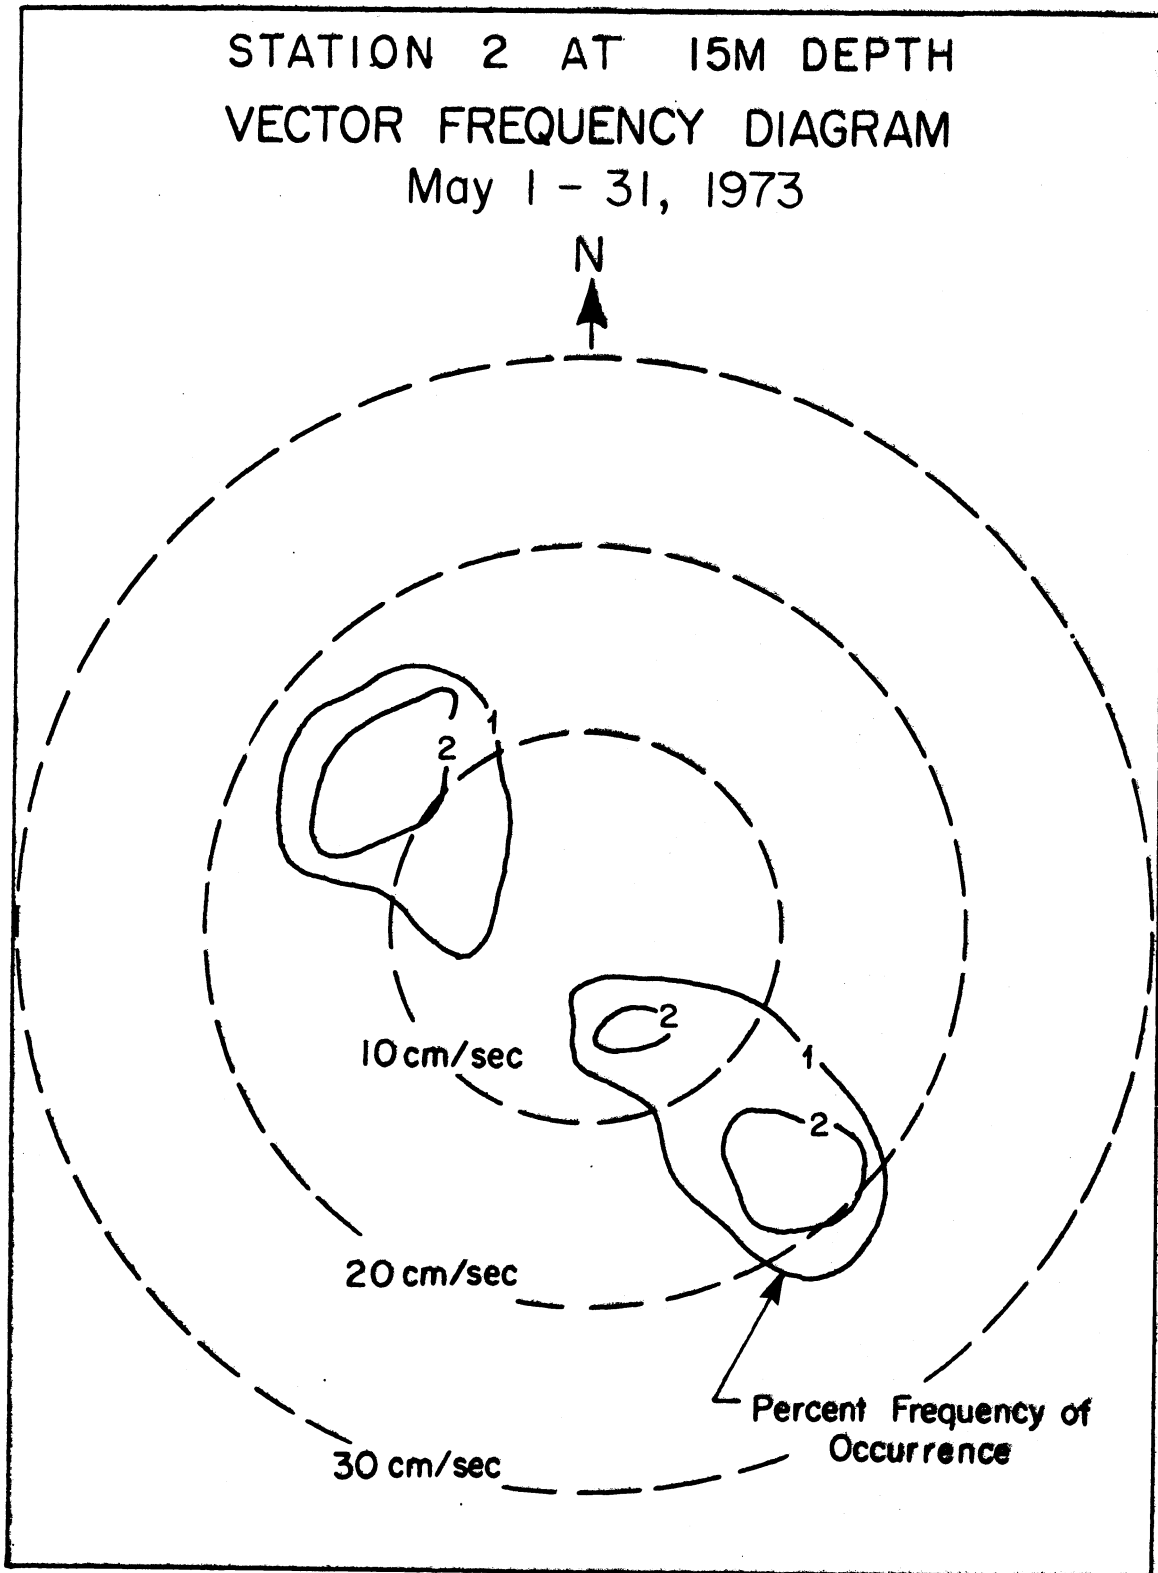 STATION 2 AT 15M DEPTH
VECTOR FREQUENCY DIAGRAM
May 1 - 31, 1973
N
1
2
2
10 cm/sec
1
2
20 cm/sec
Percent Frequency of
Occurrence
30 cm/sec